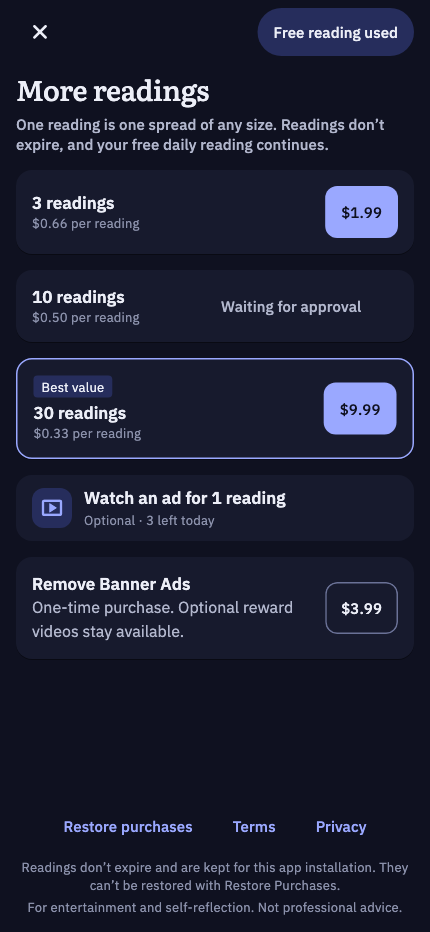 Free reading used
More readings
One reading is one spread of any size. Readings don’t
expire, and your free daily reading continues.
3 readings
$0.66 per reading
$1.99
10 readings
$0.50 per reading
Waiting for approval
Best value
30 readings
$0.33 per reading
$9.99
Watch an ad for 1 reading
Optional · 3 left today
Remove Banner Ads
One-time purchase. Optional reward
videos stay available.
$3.99
Restore purchases
Terms
Privacy
Readings don’t expire and are kept for this app installation. They
can’t be restored with Restore Purchases.
For entertainment and self-reflection. Not professional advice.